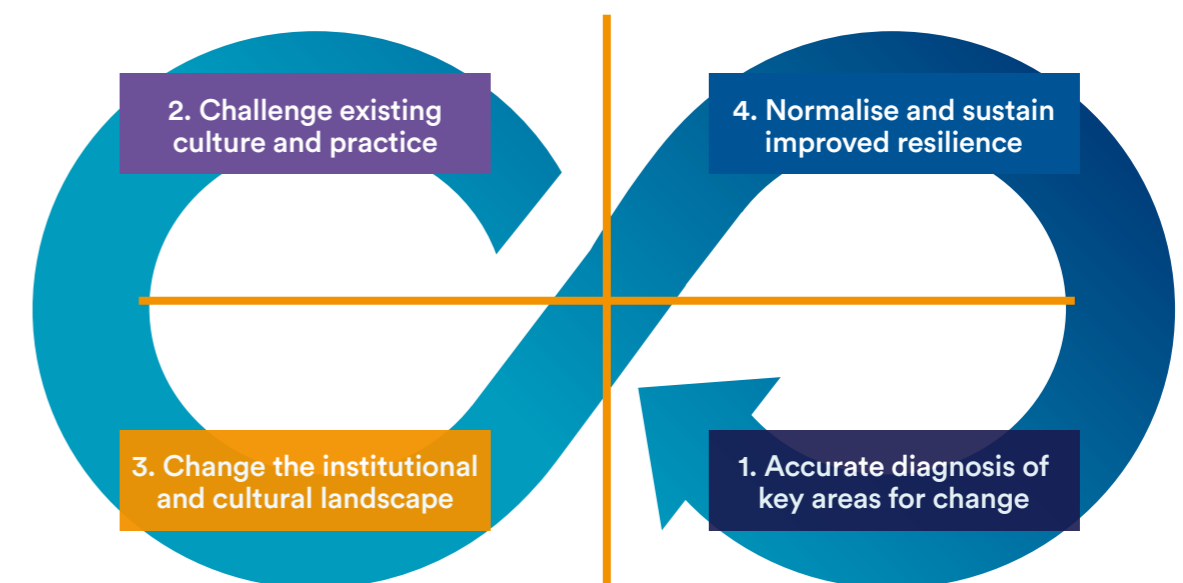 2. Challenge existing
culture and practice
4. Normalise and sustain
improved resilience
3. Change the institutional
and cultural landscape
1. Accurate diagnosis of
key areas for change